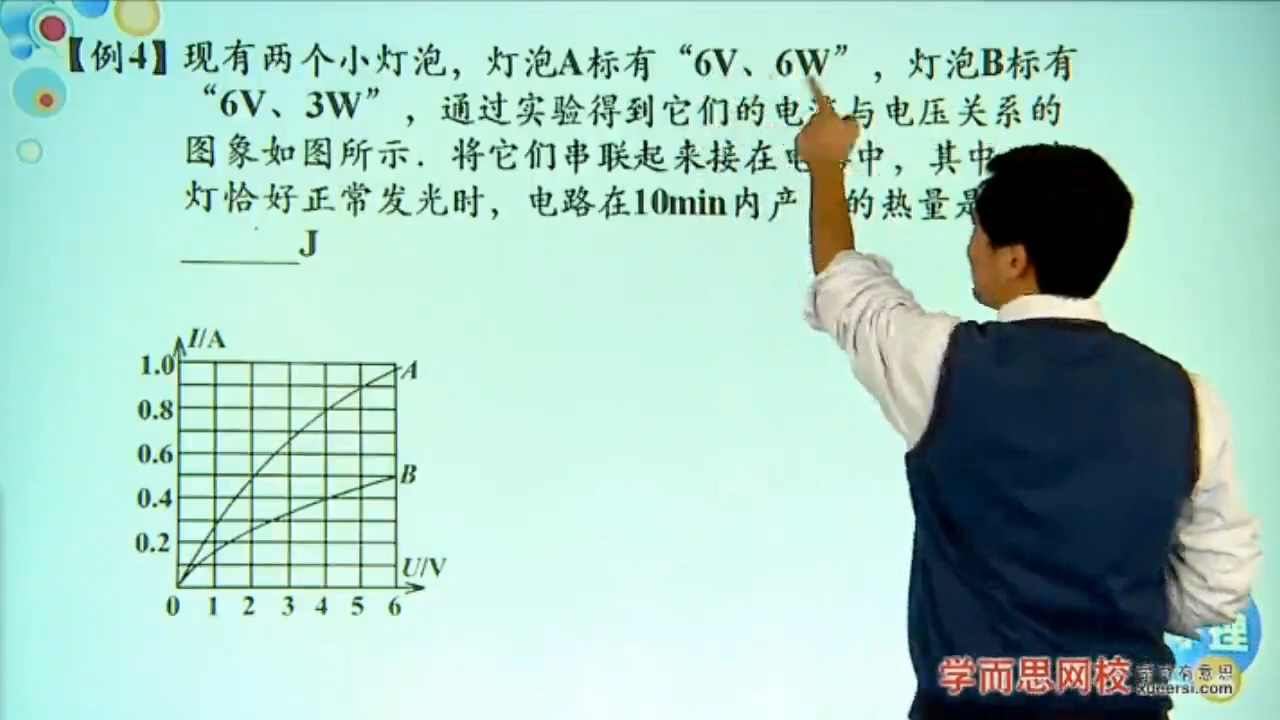 【例4】现有两个小灯泡，灯泡A标有“6V、6W”，灯泡B标有
“6V、3W”，通过实验得到它们的电 与电压关系的
图象如图所示．将它们串联起来接在电 中，其中
灯恰好正常发光时，电路在10min内产 的热量是
______J
I/A
1.0
A
0.8
0.6
B
0.4
0.2
U/V
0 1 2 3 4 5 6
学而思网校
xueersi.com